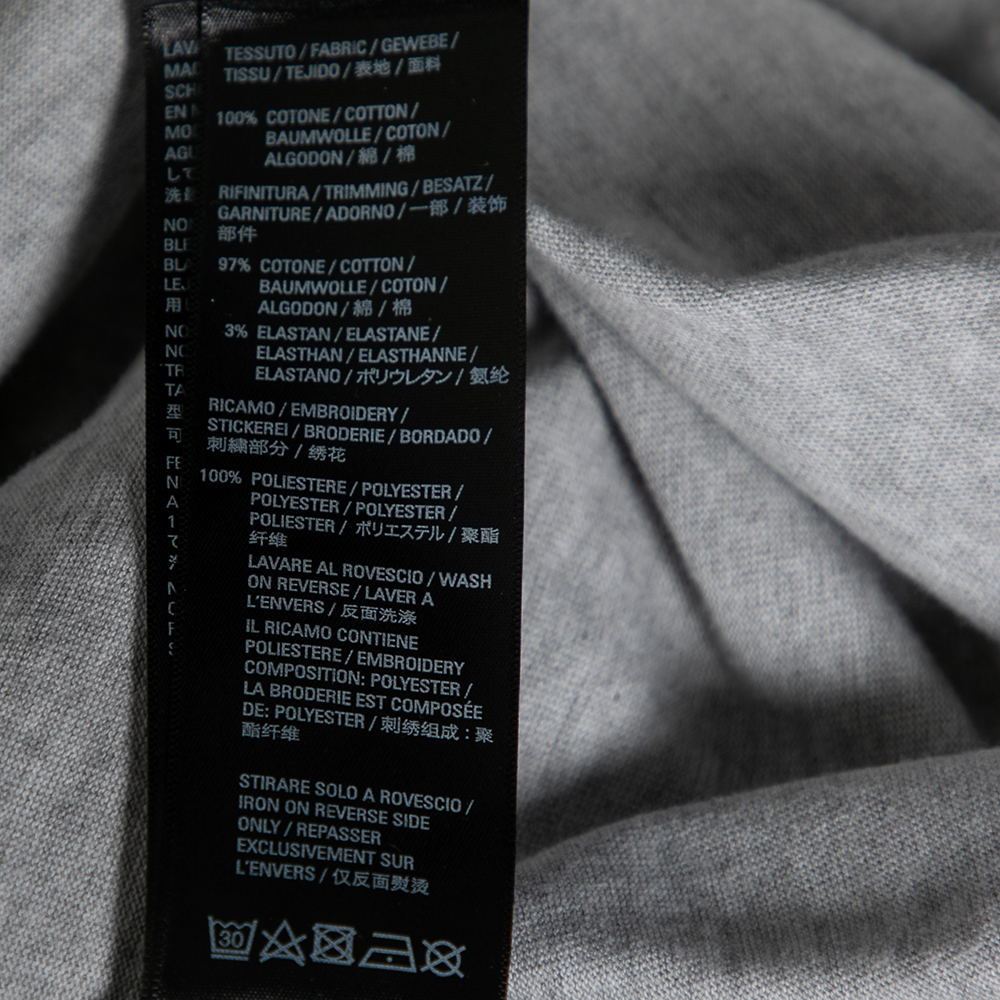 TESSUTO / FABRIC / GEWEBE /
TISSU / TEJIDO / 表地 / 面料
100% COTONE / COTTON /
BAUMWOLLE / COTON /
ALGODON / 綿 / 棉
RIFINITURA / TRIMMING / BESATZ /
GARNITURE / ADORNO / 一部 / 装饰
部件
97% COTONE / COTTON /
BAUMWOLLE / COTON /
ALGODON / 綿 / 棉
3% ELASTAN / ELASTANE /
ELASTHAN / ELASTHANNE /
ELASTANO / ポリウレタン / 氨纶
RICAMO / EMBROIDERY /
STICKEREI / BRODERIE / BORDADO /
刺繍部分 / 绣花
100% POLIESTERE / POLYESTER /
POLYESTER / POLYESTER /
POLIESTER / ポリエステル / 聚酯
纤维
LAVARE AL ROVESCIO / WASH
ON REVERSE / LAVER A
L'ENVERS / 反面洗涤
IL RICAMO CONTIENE
POLIESTERE / EMBROIDERY
COMPOSITION: POLYESTER /
LA BRODERIE EST COMPOSÉE
DE: POLYESTER / 刺绣组成：聚
酯纤维
STIRARE SOLO A ROVESCIO /
IRON ON REVERSE SIDE
ONLY / REPASSER
EXCLUSIVEMENT SUR
L'ENVERS / 仅反面熨烫
30